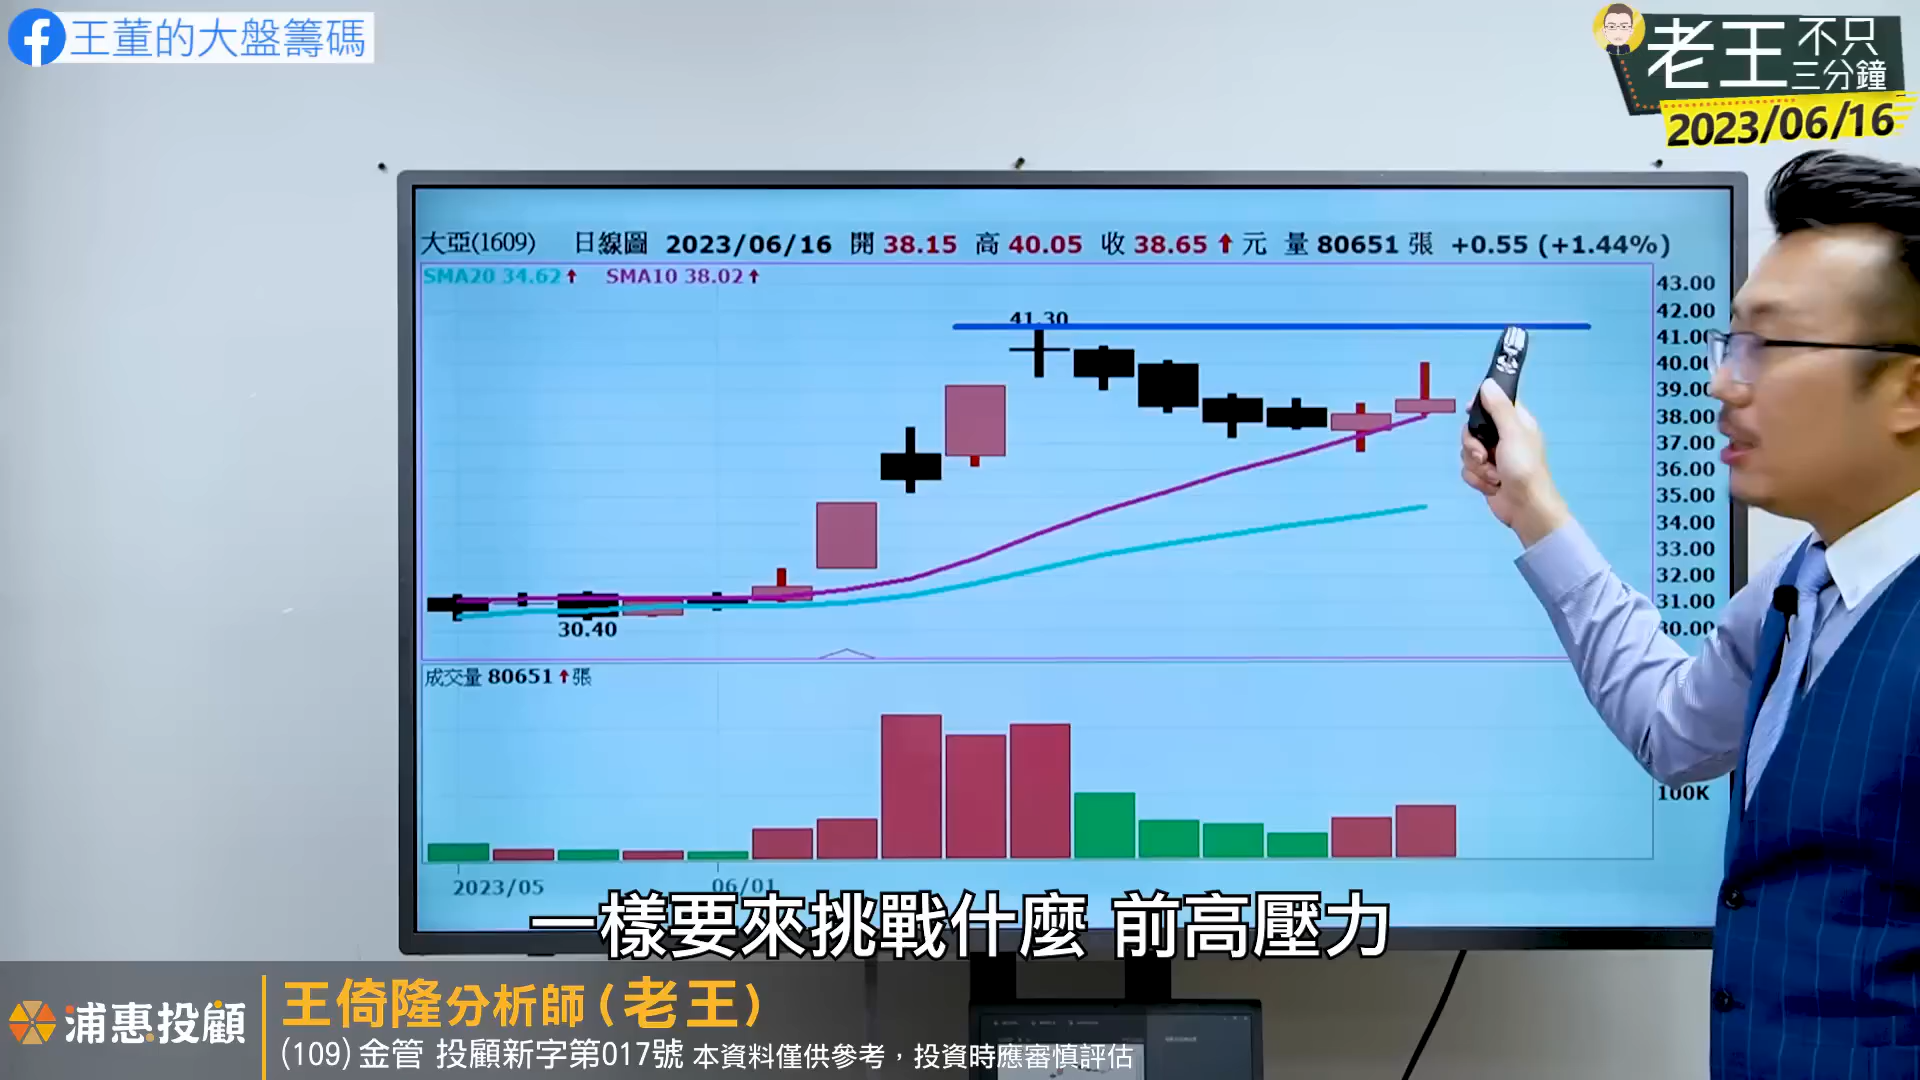 王董的大盤籌碼
老王不只三分鐘
2023/06/16
大亞(1609) 日線圖 2023/06/16 開 38.15 高 40.05 收 38.65 ↑ 元 量 80651 張 +0.55 (+1.44%)
SMA20 34.62 ↑ SMA10 38.02 ↑
43.00
42.00
41.00
40.00
39.00
38.00
37.00
36.00
35.00
34.00
33.00
32.00
31.00
30.00
41.30
30.40
成交量 80651 ↑ 張
100K
2023/05
06/01
一樣要來挑戰什麼 前高壓力
浦惠投顧
王倚隆分析師(老王)
(109)金管 投顧新字第017號 本資料僅供參考，投資時應審慎評估